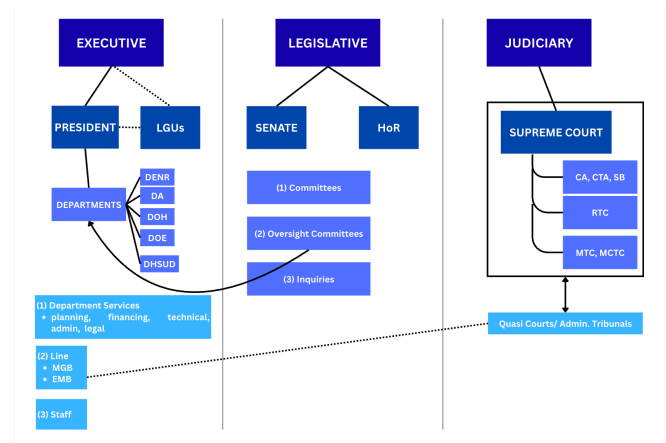 EXECUTIVE
LEGISLATIVE
JUDICIARY
PRESIDENT
LGUs
SENATE
HoR
SUPREME COURT
DEPARTMENTS
DENR
DA
DOH
DOE
DHSUD
(1) Committees
(2) Oversight Committees
(3) Inquiries
CA, CTA, SB
RTC
MTC, MCTC
(1) Department Services
• planning, financing, technical,
admin, legal
(2) Line
• MGB
• EMB
(3) Staff
Quasi Courts/ Admin. Tribunals